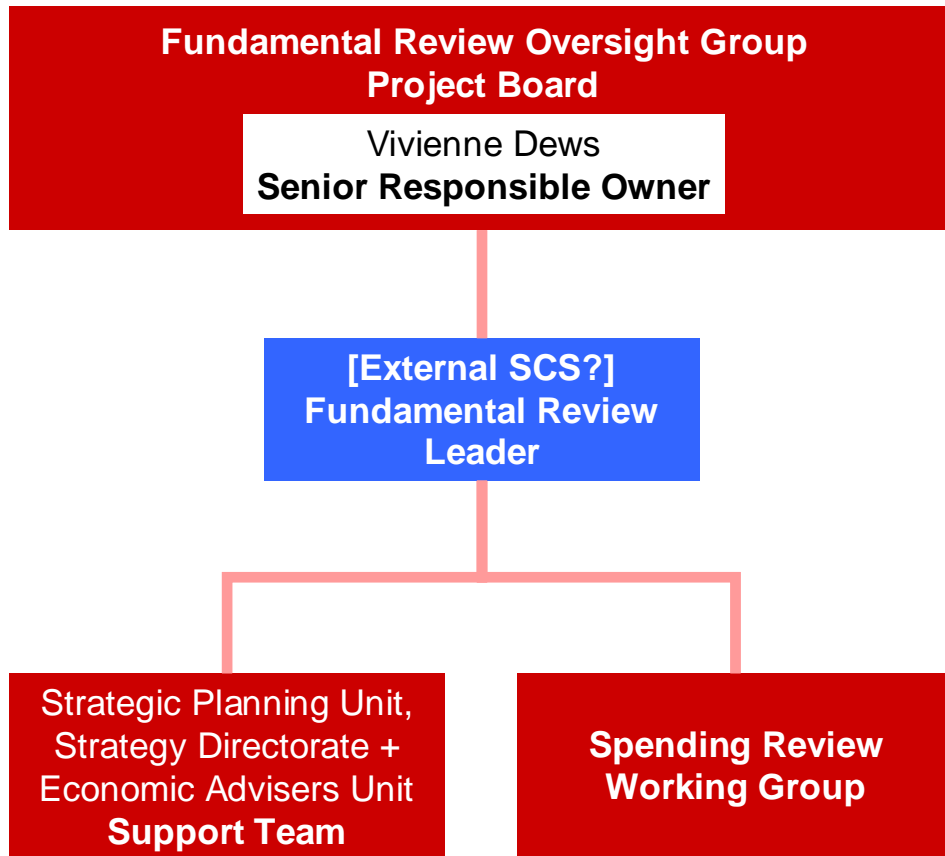 Fundamental Review Oversight Group
Project Board
Vivienne Dews
Senior Responsible Owner
[External SCS?]
Fundamental Review
Leader
Strategic Planning Unit,
Strategy Directorate +
Economic Advisers Unit
Support Team
Spending Review
Working Group